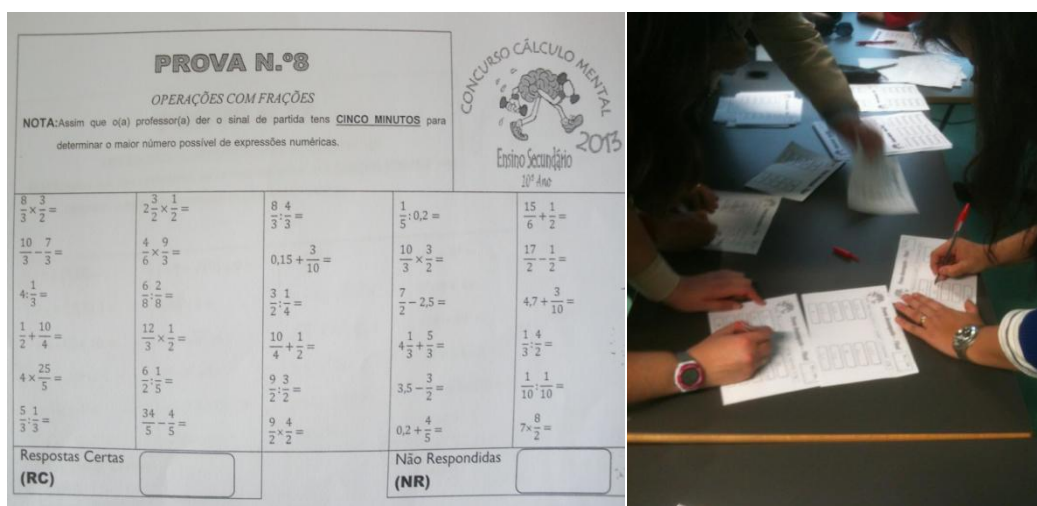 PROVA N.º8
OPERAÇÕES COM FRAÇÕES
NOTA:Assim que o(a) professor(a) der o sinal de partida tens CINCO MINUTOS para
determinar o maior número possível de expressões numéricas.
CONCURSO CÁLCULO MENTAL
2013
Ensino Secundário
10º Ano
8/3 × 3/2 =
2 3/2 × 1/2 =
8/3 : 4/3 =
1/5 : 0,2 =
15/6 + 1/2 =
10/3 − 7/3 =
4/6 × 9/3 =
0,15 + 3/10 =
10/3 × 3/2 =
17/2 − 1/2 =
4: 1/3 =
6/8 : 2/8 =
3/2 : 1/4 =
7/2 − 2,5 =
4,7 + 3/10 =
1/2 + 10/4 =
12/3 × 1/2 =
10/4 + 1/2 =
4 1/3 + 5/3 =
1/3 : 4/2 =
4 × 25/5 =
6/2 : 1/5 =
9/2 : 3/2 =
3,5 − 3/2 =
1/10 : 1/10 =
5/3 : 1/3 =
34/5 − 4/5 =
9/2 × 4/2 =
0,2 + 4/5 =
7× 8/2 =
Respostas Certas
(RC)
Não Respondidas
(NR)